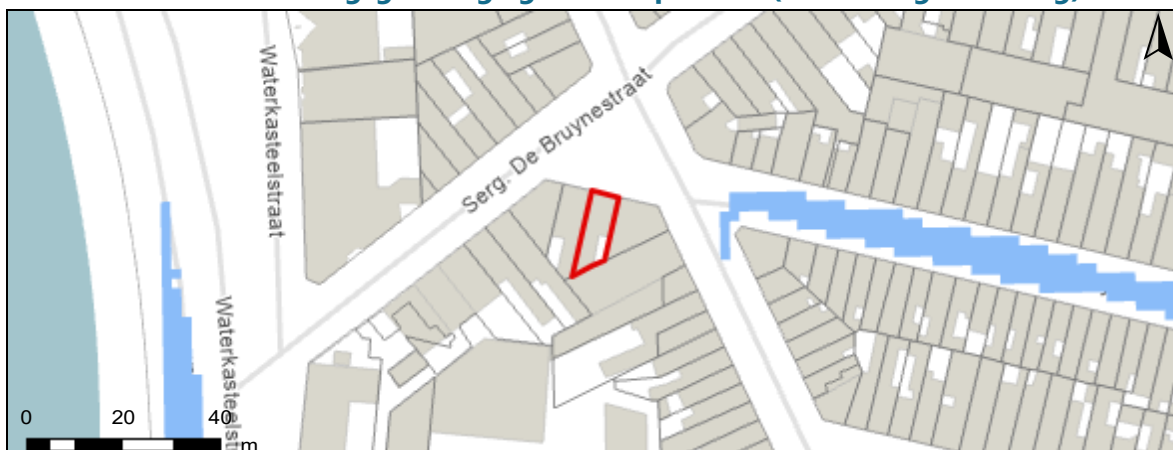 Waterkasteelstraat
Serg. De Bruynestraat
Waterkasteelstr
0 20 40
m